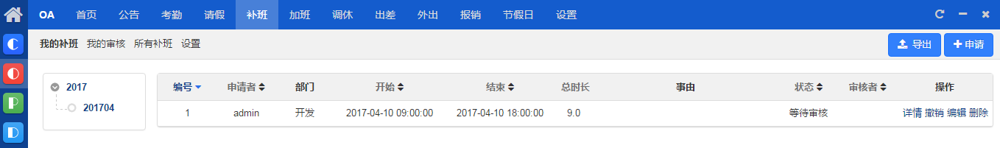 OA 首页 公告 考勤 请假 补班 加班 调休 出差 外出 报销 节假日 设置
我的补班 我的审核 所有补班 设置 导出 申请
2017
201704
编号 申请者 部门 开始 结束 总时长 事由 状态 审核者 操作
1 admin 开发 2017-04-10 09:00:00 2017-04-10 18:00:00 9.0 等待审核 详情 撤销 编辑 删除